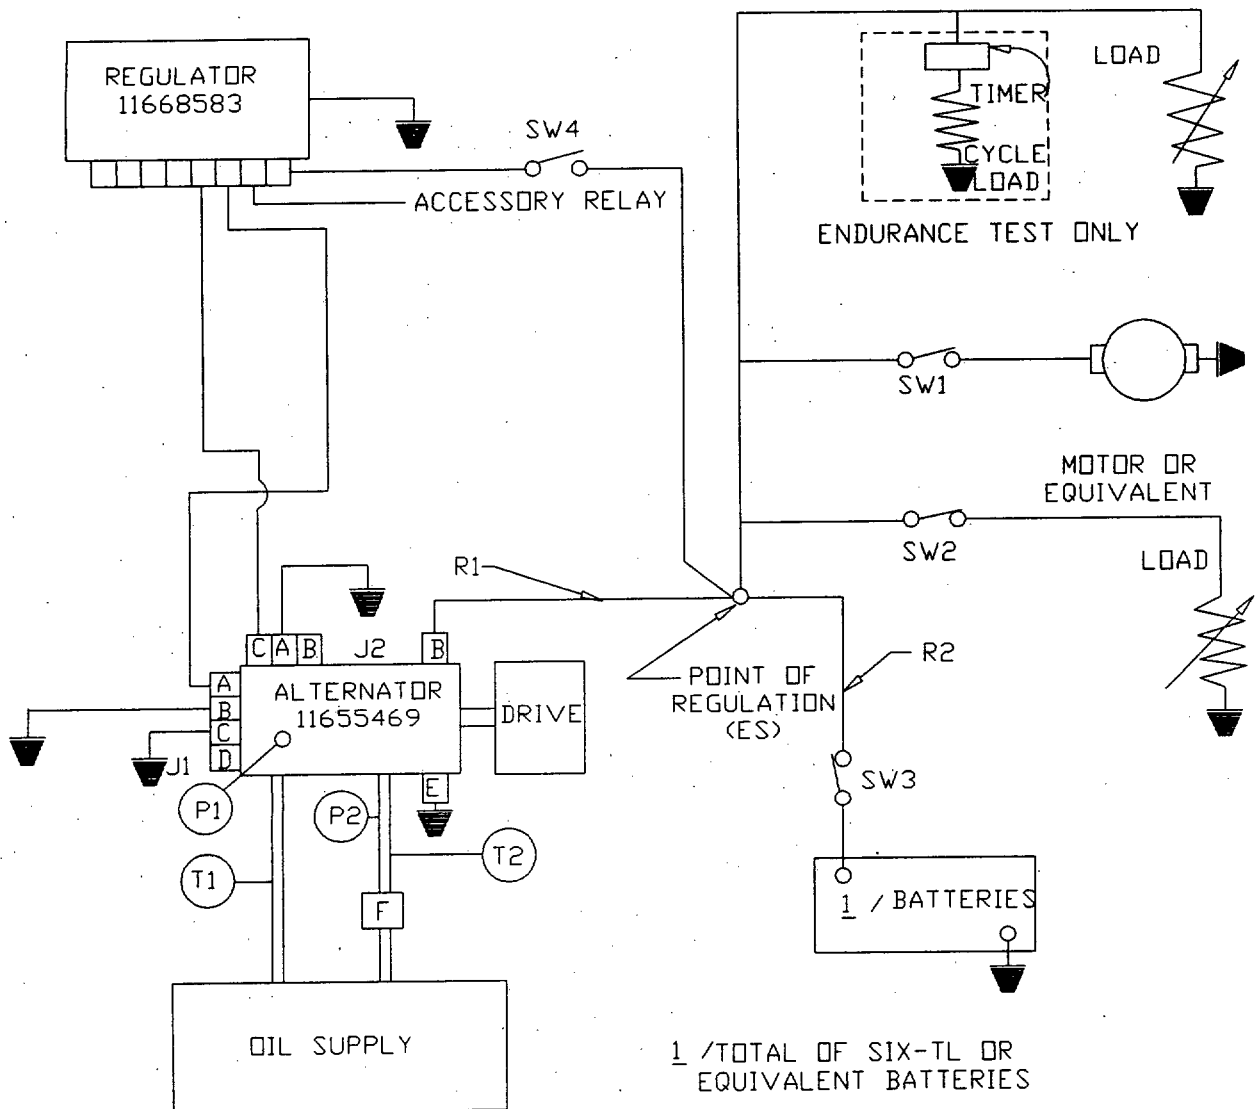 REGULATOR
11668583
SW4
ACCESSORY RELAY
LOAD
TIMER
CYCLE
LOAD
ENDURANCE TEST ONLY
SW1
MOTOR OR
EQUIVALENT
SW2
LOAD
R1
R2
POINT OF
REGULATION
(ES)
C A B
J2
B
A
B
C
D
J1
ALTERNATOR
11655469
DRIVE
E
P1
P2
T1
T2
F
SW3
1 /BATTERIES
OIL SUPPLY
1 /TOTAL OF SIX-TL OR
EQUIVALENT BATTERIES